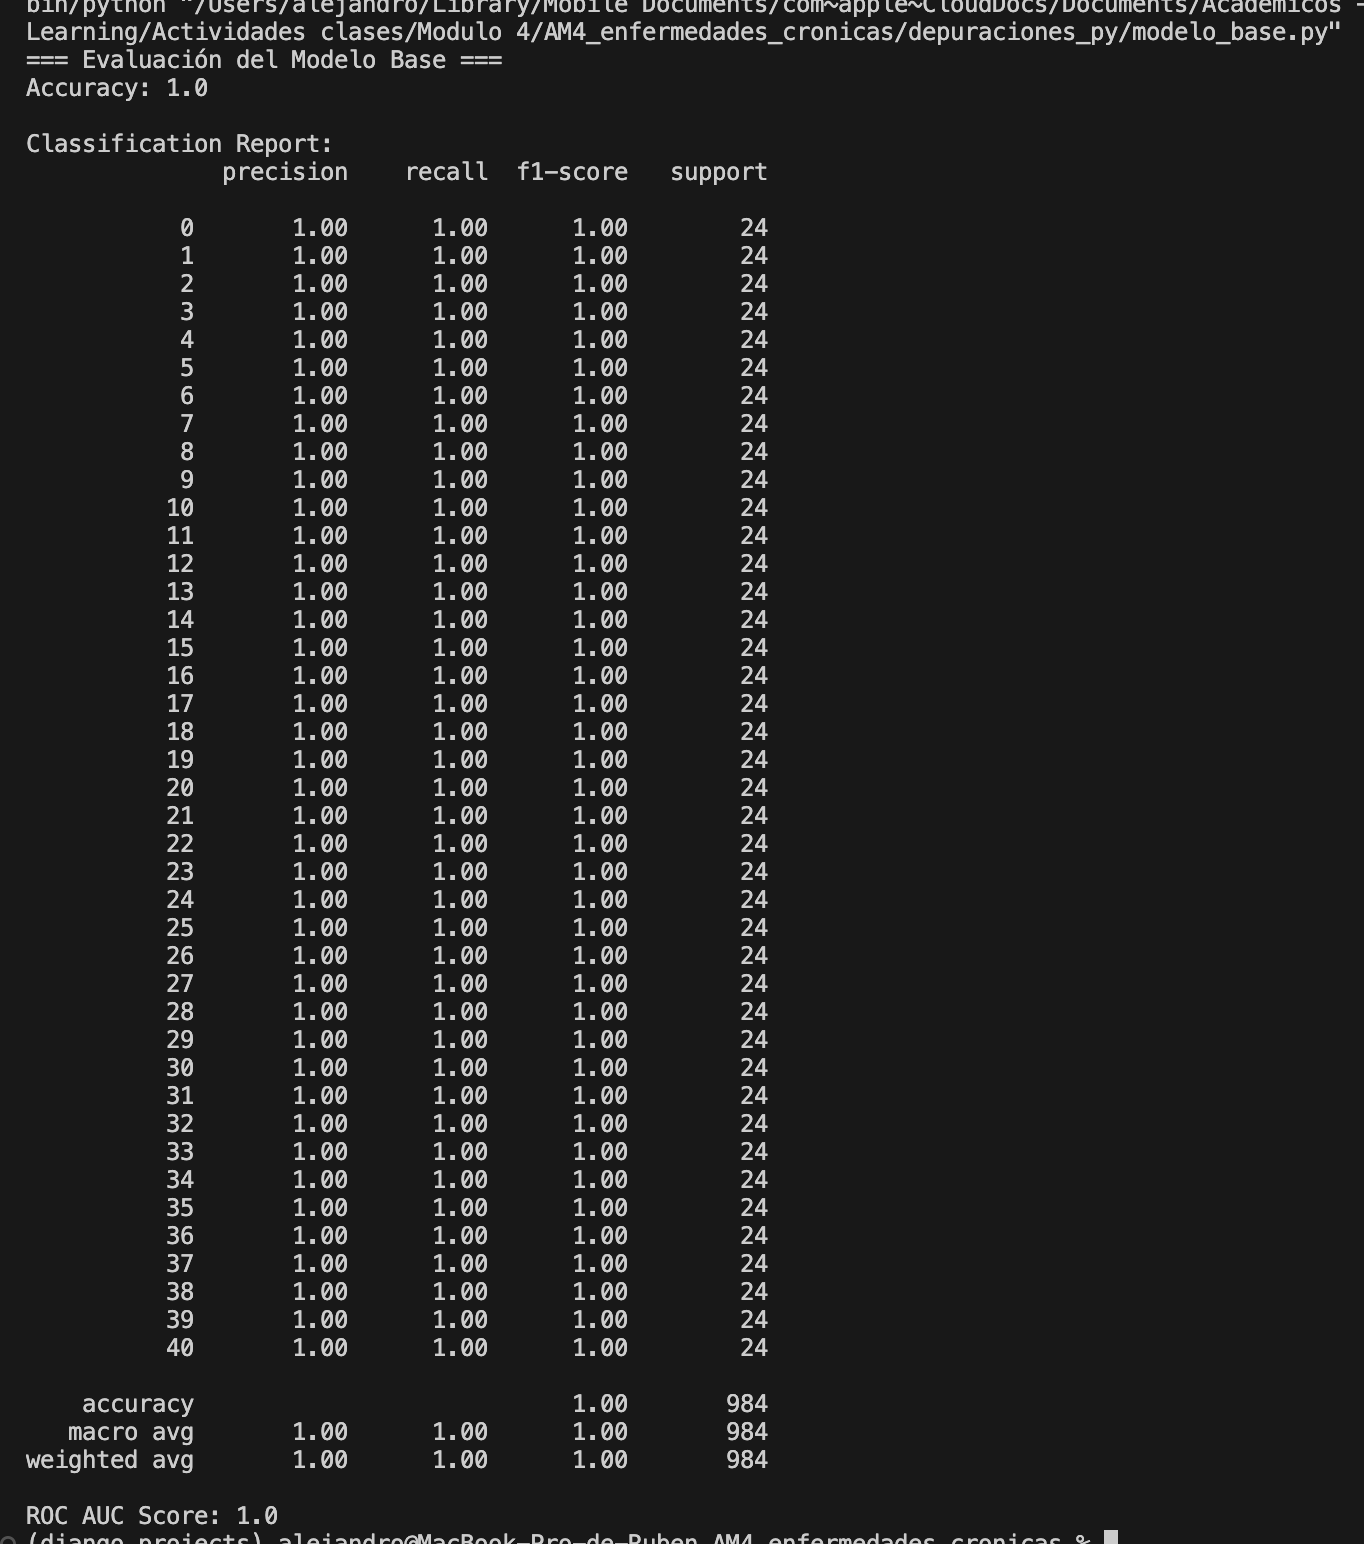 bin/python "/Users/alejandro/Library/Mobile Documents/com~apple~CloudDocs/Documents/Académicos -
Learning/Actividades clases/Modulo 4/AM4_enfermedades_cronicas/depuraciones_py/modelo_base.py"
=== Evaluación del Modelo Base ===
Accuracy: 1.0
Classification Report:
precision recall f1-score support
0 1.00 1.00 1.00 24
1 1.00 1.00 1.00 24
2 1.00 1.00 1.00 24
3 1.00 1.00 1.00 24
4 1.00 1.00 1.00 24
5 1.00 1.00 1.00 24
6 1.00 1.00 1.00 24
7 1.00 1.00 1.00 24
8 1.00 1.00 1.00 24
9 1.00 1.00 1.00 24
10 1.00 1.00 1.00 24
11 1.00 1.00 1.00 24
12 1.00 1.00 1.00 24
13 1.00 1.00 1.00 24
14 1.00 1.00 1.00 24
15 1.00 1.00 1.00 24
16 1.00 1.00 1.00 24
17 1.00 1.00 1.00 24
18 1.00 1.00 1.00 24
19 1.00 1.00 1.00 24
20 1.00 1.00 1.00 24
21 1.00 1.00 1.00 24
22 1.00 1.00 1.00 24
23 1.00 1.00 1.00 24
24 1.00 1.00 1.00 24
25 1.00 1.00 1.00 24
26 1.00 1.00 1.00 24
27 1.00 1.00 1.00 24
28 1.00 1.00 1.00 24
29 1.00 1.00 1.00 24
30 1.00 1.00 1.00 24
31 1.00 1.00 1.00 24
32 1.00 1.00 1.00 24
33 1.00 1.00 1.00 24
34 1.00 1.00 1.00 24
35 1.00 1.00 1.00 24
36 1.00 1.00 1.00 24
37 1.00 1.00 1.00 24
38 1.00 1.00 1.00 24
39 1.00 1.00 1.00 24
40 1.00 1.00 1.00 24
accuracy 1.00 984
macro avg 1.00 1.00 1.00 984
weighted avg 1.00 1.00 1.00 984
ROC AUC Score: 1.0
(django_projects) alejandro@MacBook-Pro-de-Ruben AM4_enfermedades_cronicas %